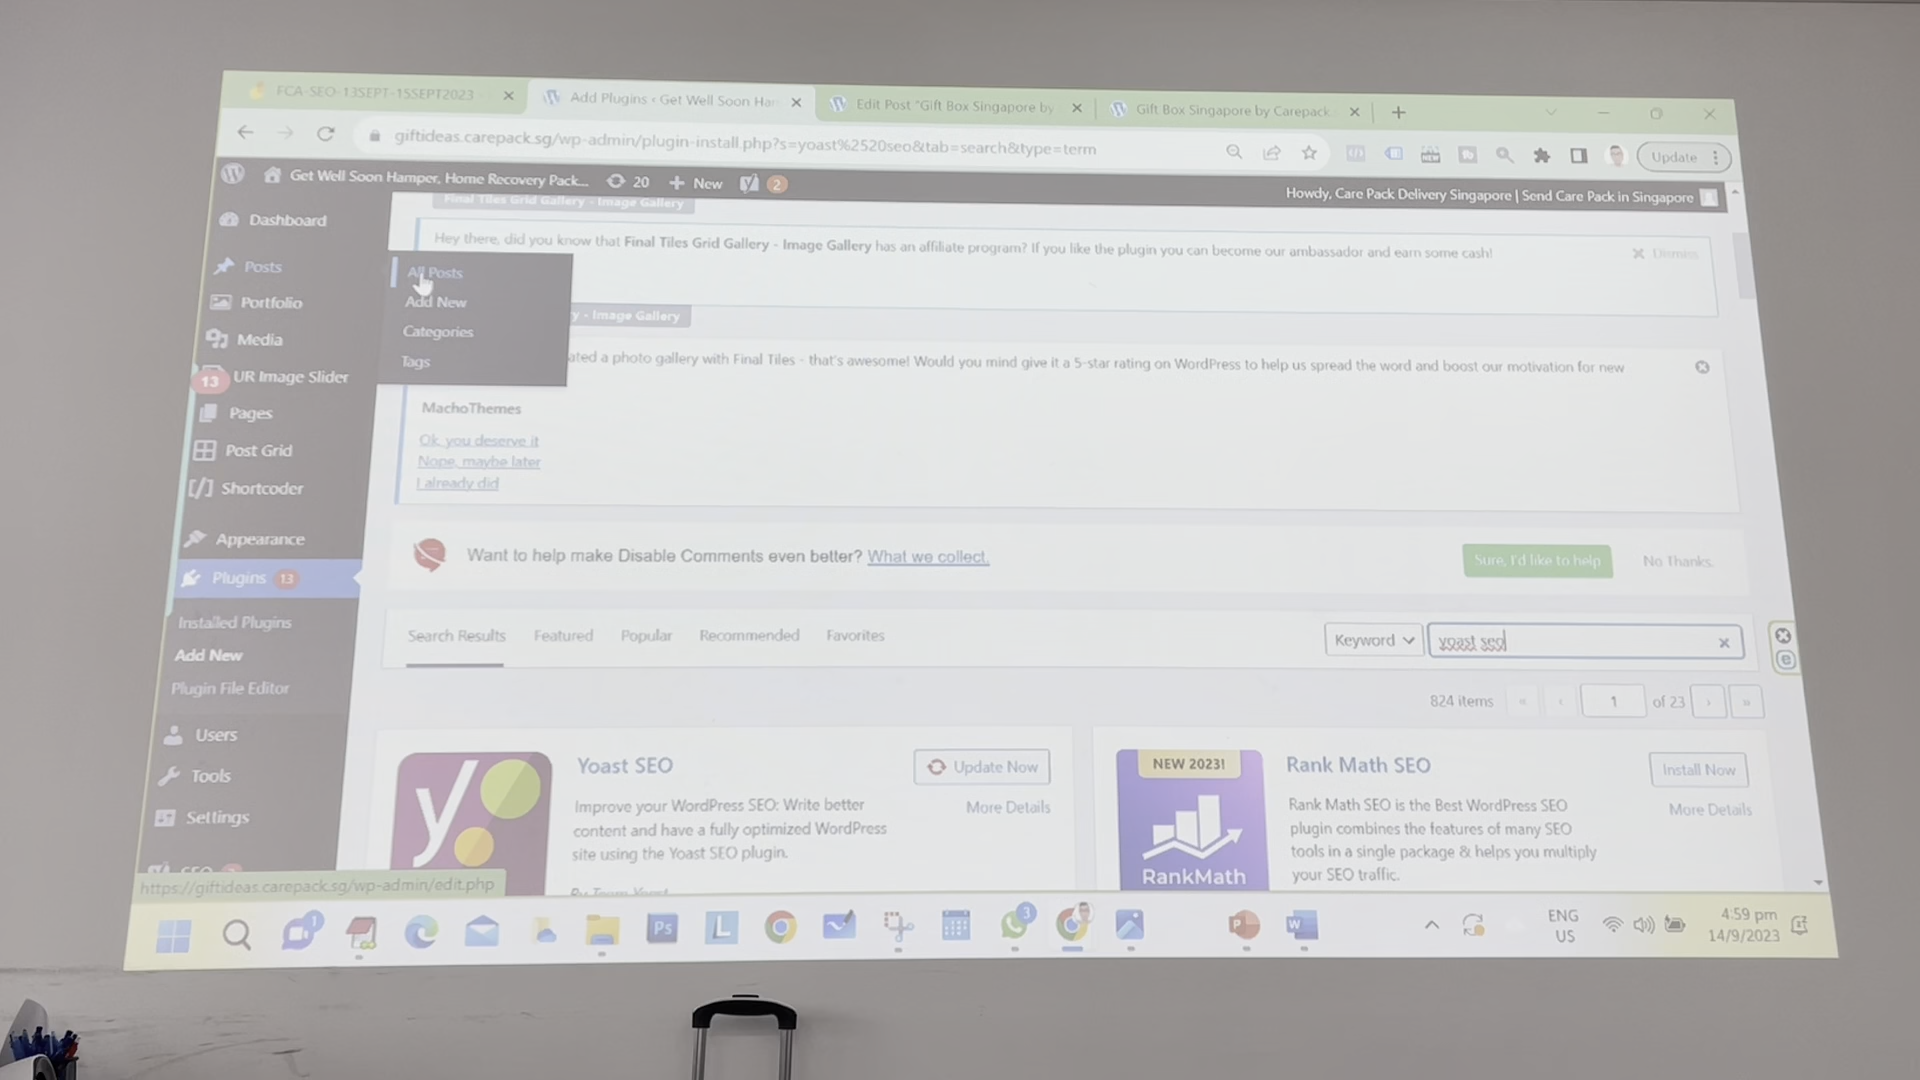 FCA-SEO-13SEPT-15SEPT2023
Add Plugins ‹ Get Well Soon Ha
Edit Post "Gift Box Singapore by
Gift Box Singapore by Carepack
giftideas.carepack.sg/wp-admin/plugin-install.php?s=yoast%2520seo&tab=search&type=term
Update
Get Well Soon Hamper, Home Recovery Pack...
20
New
2
Howdy, Care Pack Delivery Singapore | Send Care Pack in Singapore
Dashboard
Posts
Portfolio
Media
13
UR Image Slider
Pages
Post Grid
Shortcoder
Appearance
Plugins 13
Installed Plugins
Add New
Plugin File Editor
Users
Tools
Settings
All Posts
Add New
Categories
Tags
Final Tiles Grid Gallery - Image Gallery
Hey there, did you know that Final Tiles Grid Gallery - Image Gallery has an affiliate program? If you like the plugin you can become our ambassador and earn some cash!
Dismiss
y - Image Gallery
ated a photo gallery with Final Tiles - that's awesome! Would you mind give it a 5-star rating on WordPress to help us spread the word and boost our motivation for new
MachoThemes
Ok, you deserve it
Nope, maybe later
I already did
Want to help make Disable Comments even better? What we collect.
Sure, I'd like to help
No Thanks.
Search Results
Featured
Popular
Recommended
Favorites
Keyword
yoast seo
824 items
«
‹
1
of 23
›
»
Yoast SEO
Update Now
More Details
Improve your WordPress SEO: Write better
content and have a fully optimized WordPress
site using the Yoast SEO plugin.
By Team Yoast
NEW 2023!
RankMath
Rank Math SEO
Install Now
More Details
Rank Math SEO is the Best WordPress SEO
plugin combines the features of many SEO
tools in a single package & helps you multiply
your SEO traffic.
https://giftideas.carepack.sg/wp-admin/edit.php
1
Ps
L
3
P
W
ENG
US
4:59 pm
14/9/2023